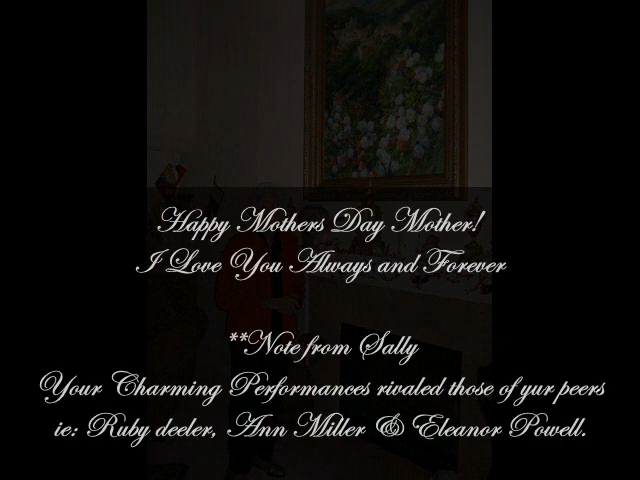 Happy Mothers Day Mother!
I Love You Always and Forever
**Note from Sally
Your Charming Performances rivaled those of yur peers
ie: Ruby deeler, Ann Miller & Eleanor Powell.